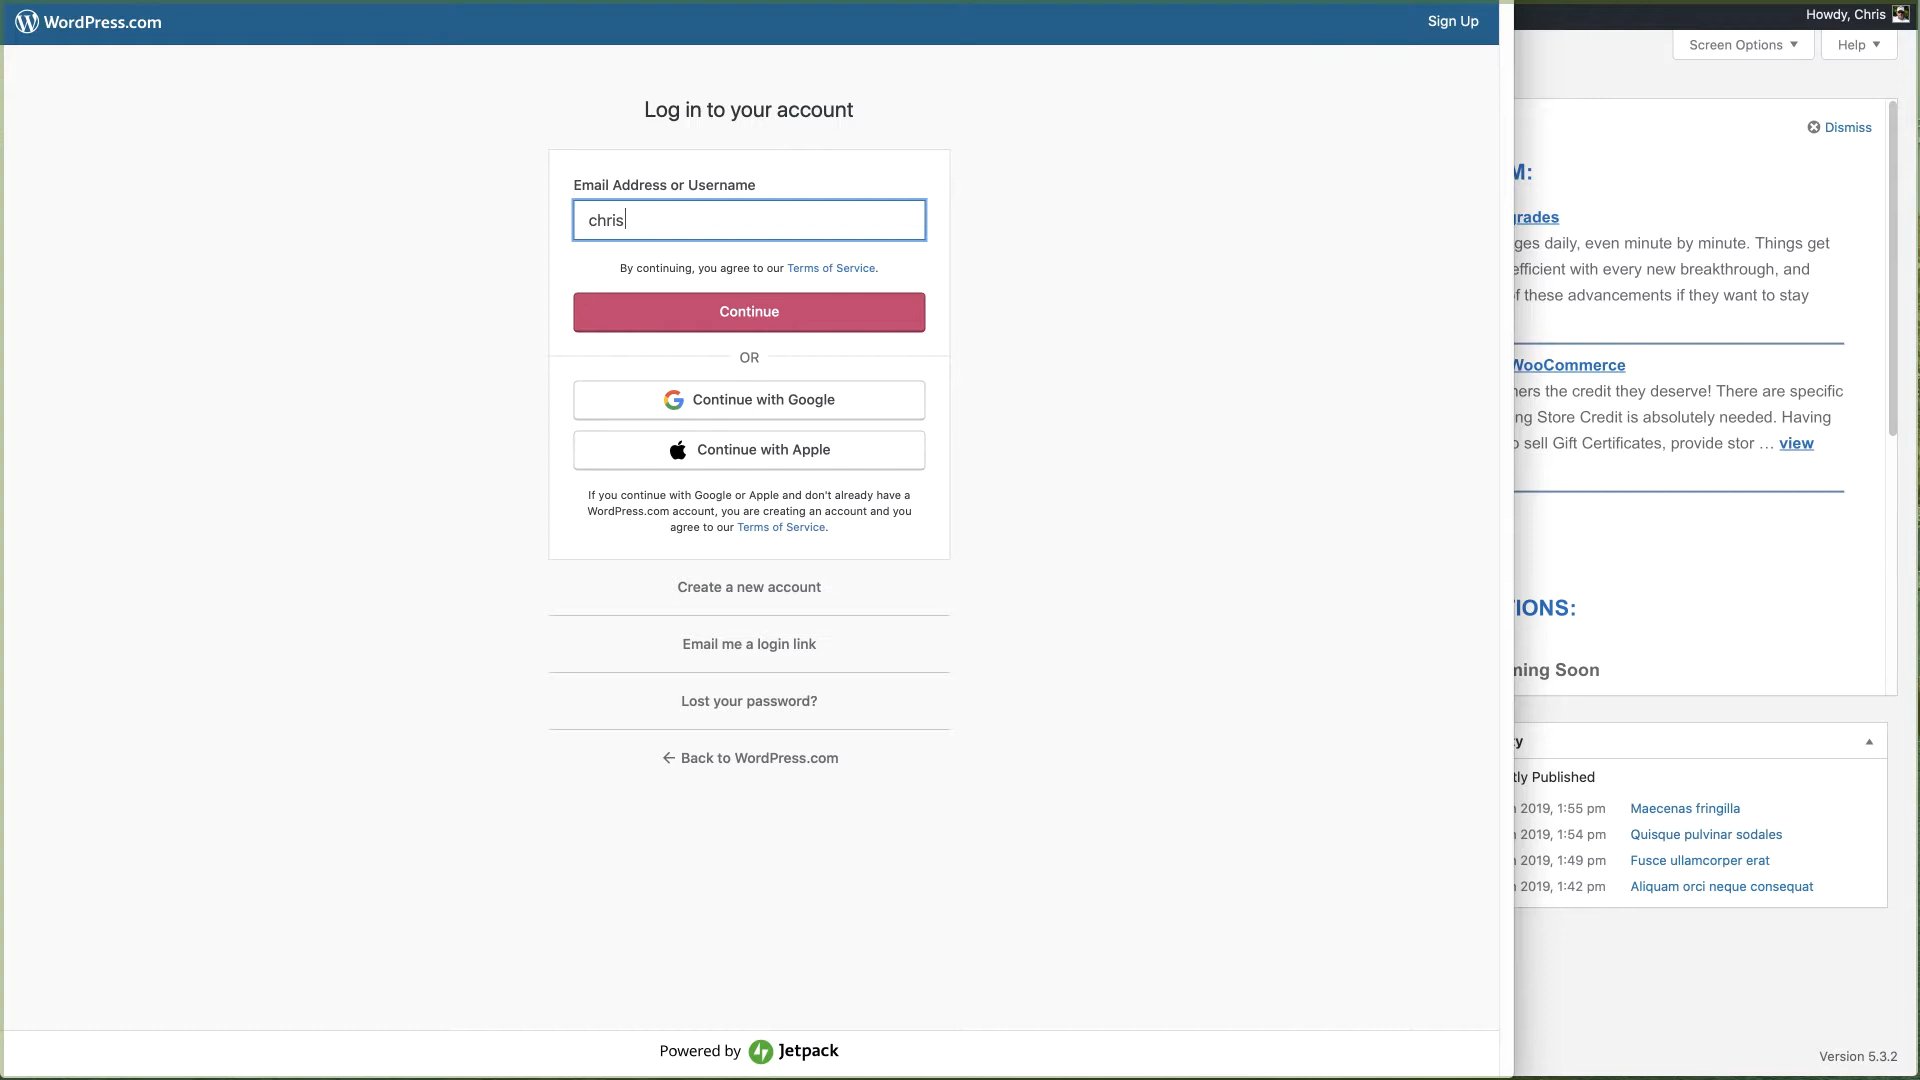 WordPress.com
Sign Up
Log in to your account
Email Address or Username
chris
By continuing, you agree to our Terms of Service.
Continue
OR
Continue with Google
Continue with Apple
If you continue with Google or Apple and don't already have a
WordPress.com account, you are creating an account and you
agree to our Terms of Service.
Create a new account
Email me a login link
Lost your password?
← Back to WordPress.com
Powered by Jetpack
Howdy, Chris
Screen Options ▼
Help ▼
Dismiss
M:
grades
ges daily, even minute by minute. Things get
efficient with every new breakthrough, and
of these advancements if they want to stay
WooCommerce
ners the credit they deserve! There are specific
ng Store Credit is absolutely needed. Having
o sell Gift Certificates, provide stor … view
TIONS:
ming Soon
ty
tly Published
n 2019, 1:55 pm Maecenas fringilla
n 2019, 1:54 pm Quisque pulvinar sodales
n 2019, 1:49 pm Fusce ullamcorper erat
n 2019, 1:42 pm Aliquam orci neque consequat
Version 5.3.2